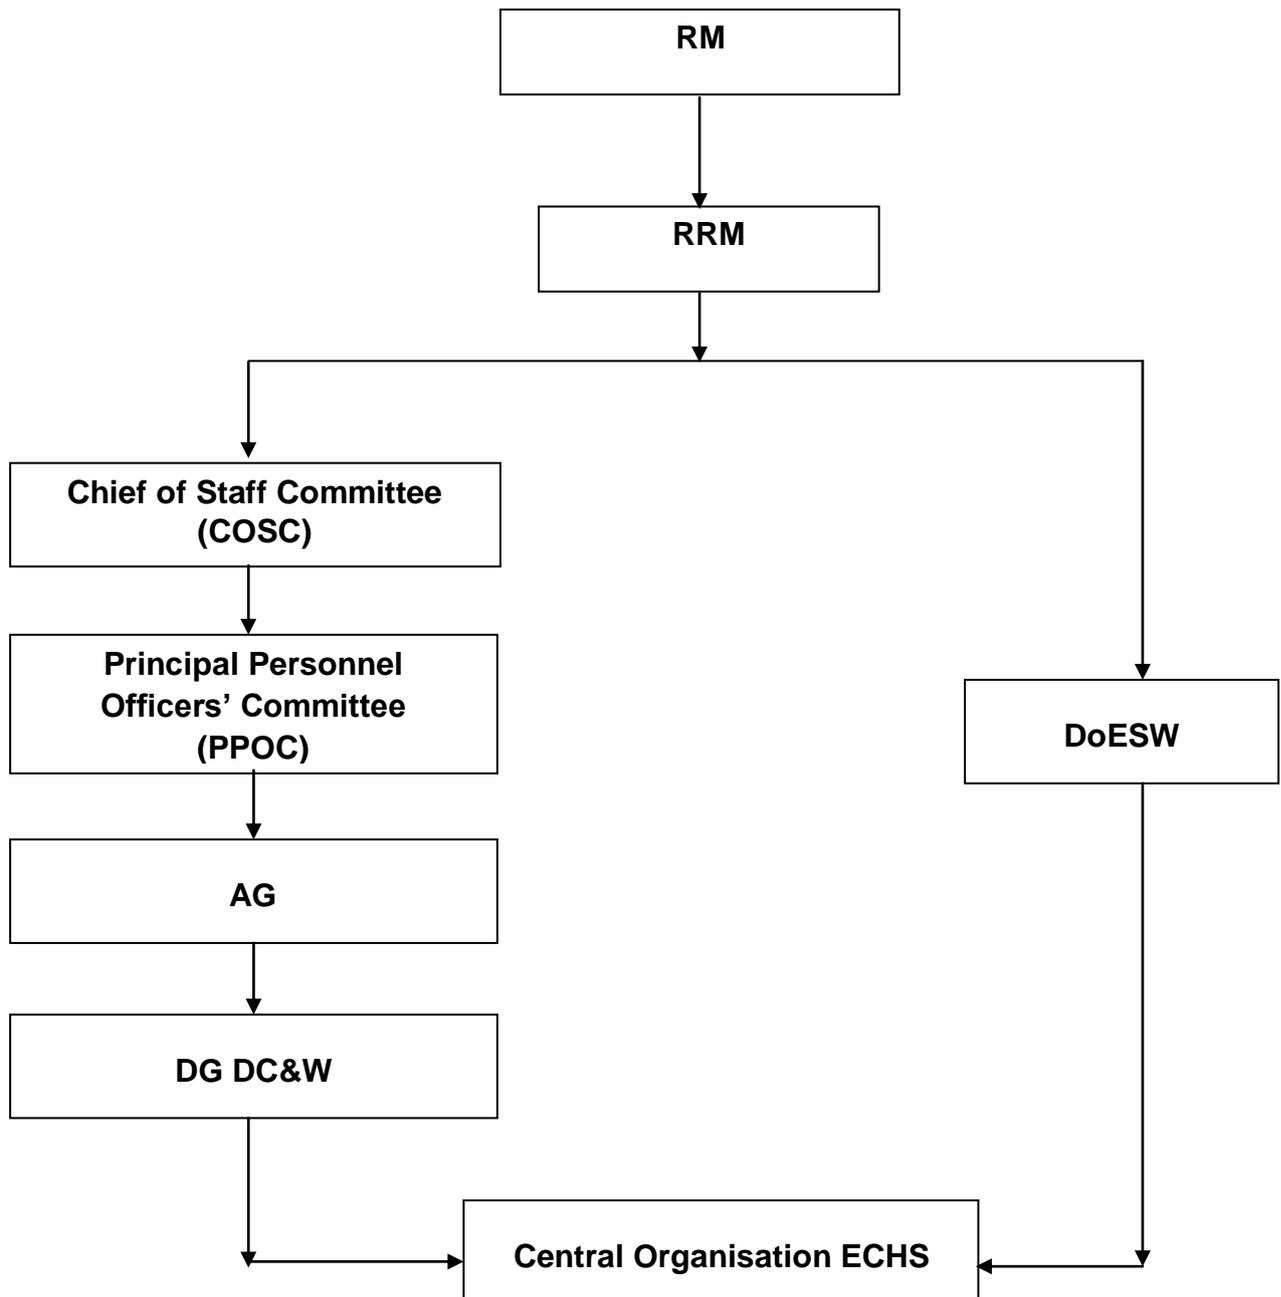 RM
RRM
Chief of Staff Committee
(COSC)
Principal Personnel
Officers’ Committee
(PPOC)
DoESW
AG
DG DC&W
Central Organisation ECHS